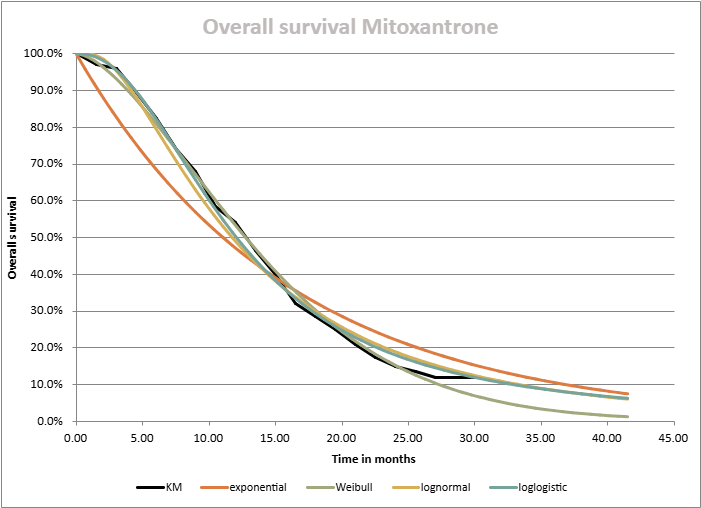 Overall survival Mitoxantrone
100.0%
90.0%
80.0%
70.0%
60.0%
50.0%
40.0%
30.0%
20.0%
10.0%
0.0%
Overall survival
0.00 5.00 10.00 15.00 20.00 25.00 30.00 35.00 40.00 45.00
Time in months
KM exponential Weibull lognormal loglogistic